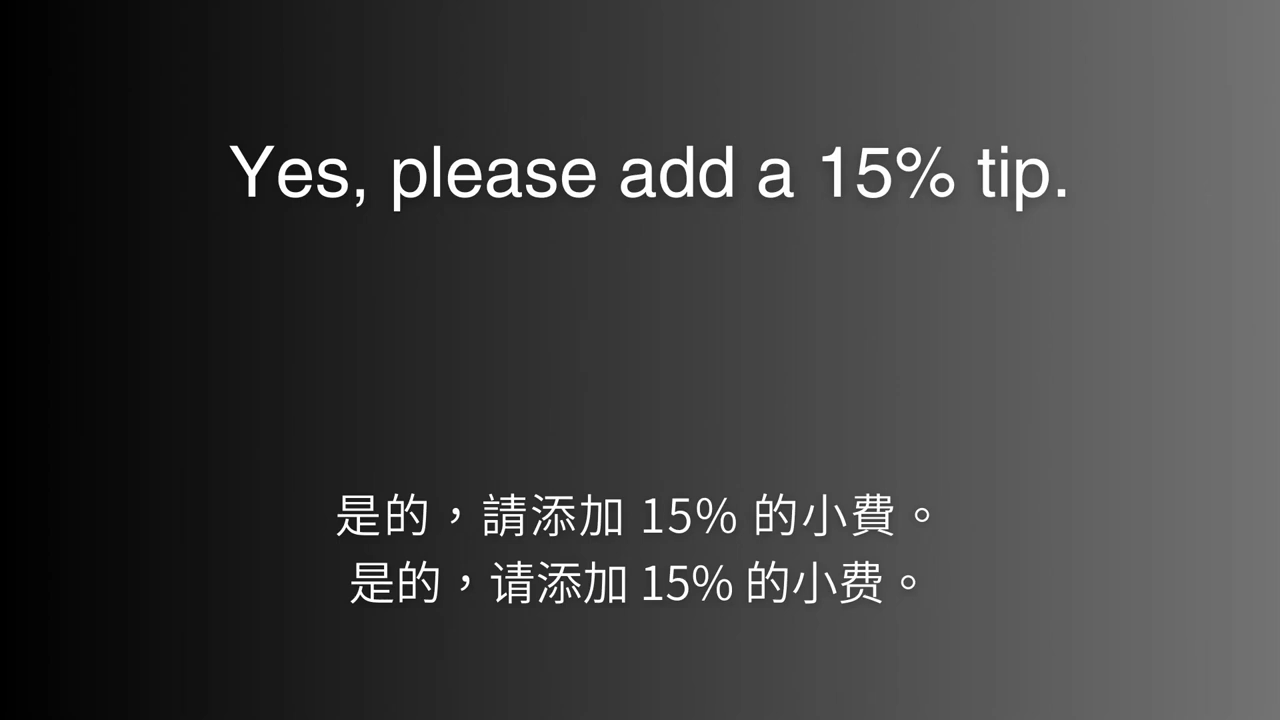 Yes, please add a 15% tip.
是的，請添加 15% 的小費。
是的，请添加 15% 的小费。